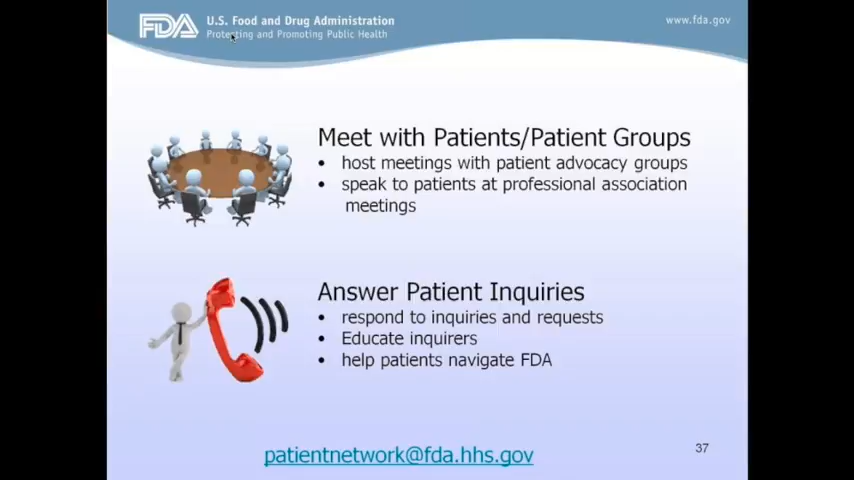 FDA
U.S. Food and Drug Administration
Protecting and Promoting Public Health
www.fda.gov
Meet with Patients/Patient Groups
• host meetings with patient advocacy groups
• speak to patients at professional association
meetings
Answer Patient Inquiries
• respond to inquiries and requests
• Educate inquirers
• help patients navigate FDA
patientnetwork@fda.hhs.gov
37